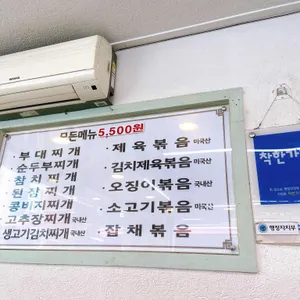 모든메뉴 5,500원
· 부대찌개
· 순두부찌개
· 참치찌개
· 된장찌개 국내산
· 콩비지찌개
· 고추장찌개 국내산
· 생고기김치찌개 국내산
· 제육볶음 미국산
· 김치제육볶음 미국산
· 오징어볶음 국내산
· 소고기볶음 미국산
· 잡채볶음
착한가
행정자치부